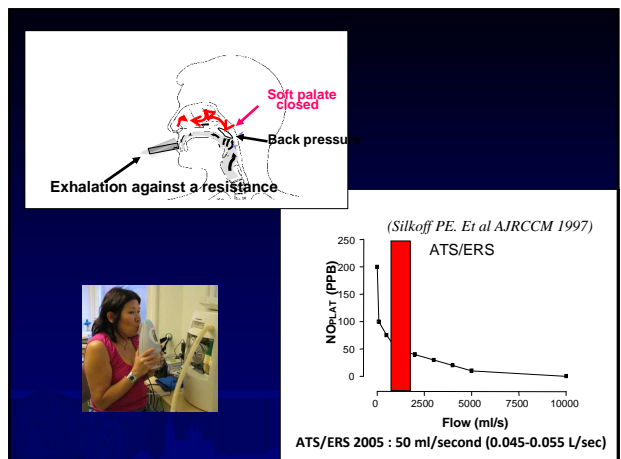 Soft palate
closed
Back pressure
Exhalation against a resistance
(Silkoff PE. Et al AJRCCM 1997)
ATS/ERS
NOPLAT (PPB)
250
200
150
100
50
0
0 2500 5000 7500 10000
Flow (ml/s)
ATS/ERS 2005 : 50 ml/second (0.045-0.055 L/sec)